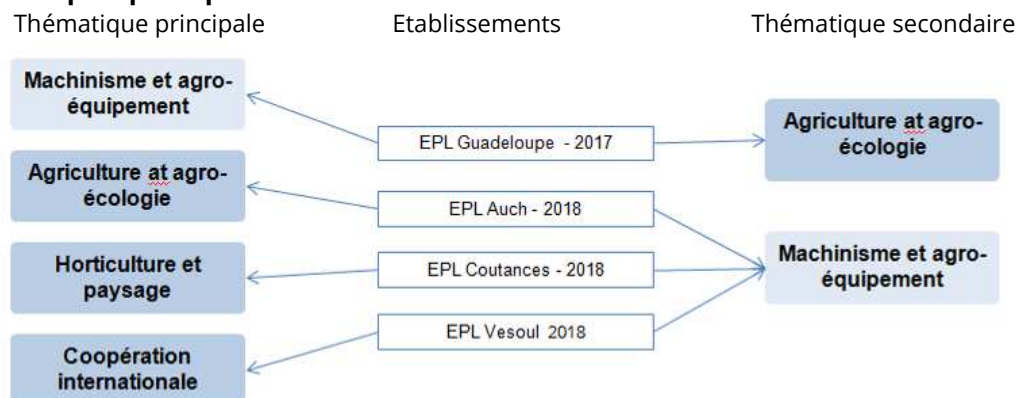 Thématique principale
Etablissements
Thématique secondaire
Machinisme et agro-
équipement
Agriculture at agro-
écologie
Horticulture et
paysage
Coopération
internationale
EPL Guadeloupe - 2017
EPL Auch - 2018
EPL Coutances - 2018
EPL Vesoul 2018
Agriculture at agro-
écologie
Machinisme et agro-
équipement